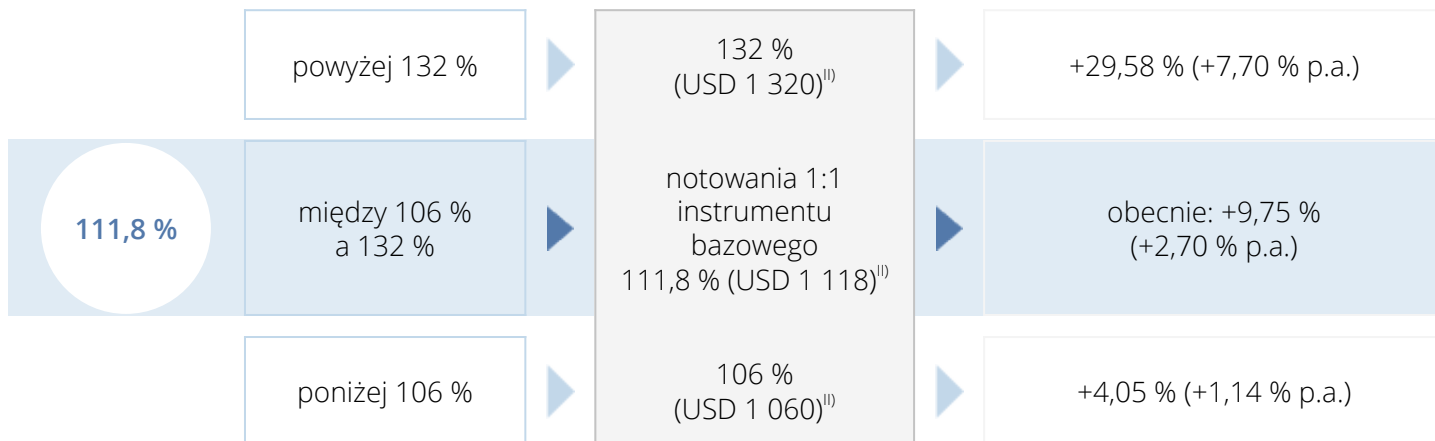 powyżej 132 %
132 %
(USD 1 320)II)
+29,58 % (+7,70 % p.a.)
111,8 %
między 106 %
a 132 %
notowania 1:1
instrumentu
bazowego
111,8 % (USD 1 118)II)
obecnie: +9,75 %
(+2,70 % p.a.)
poniżej 106 %
106 %
(USD 1 060)II)
+4,05 % (+1,14 % p.a.)